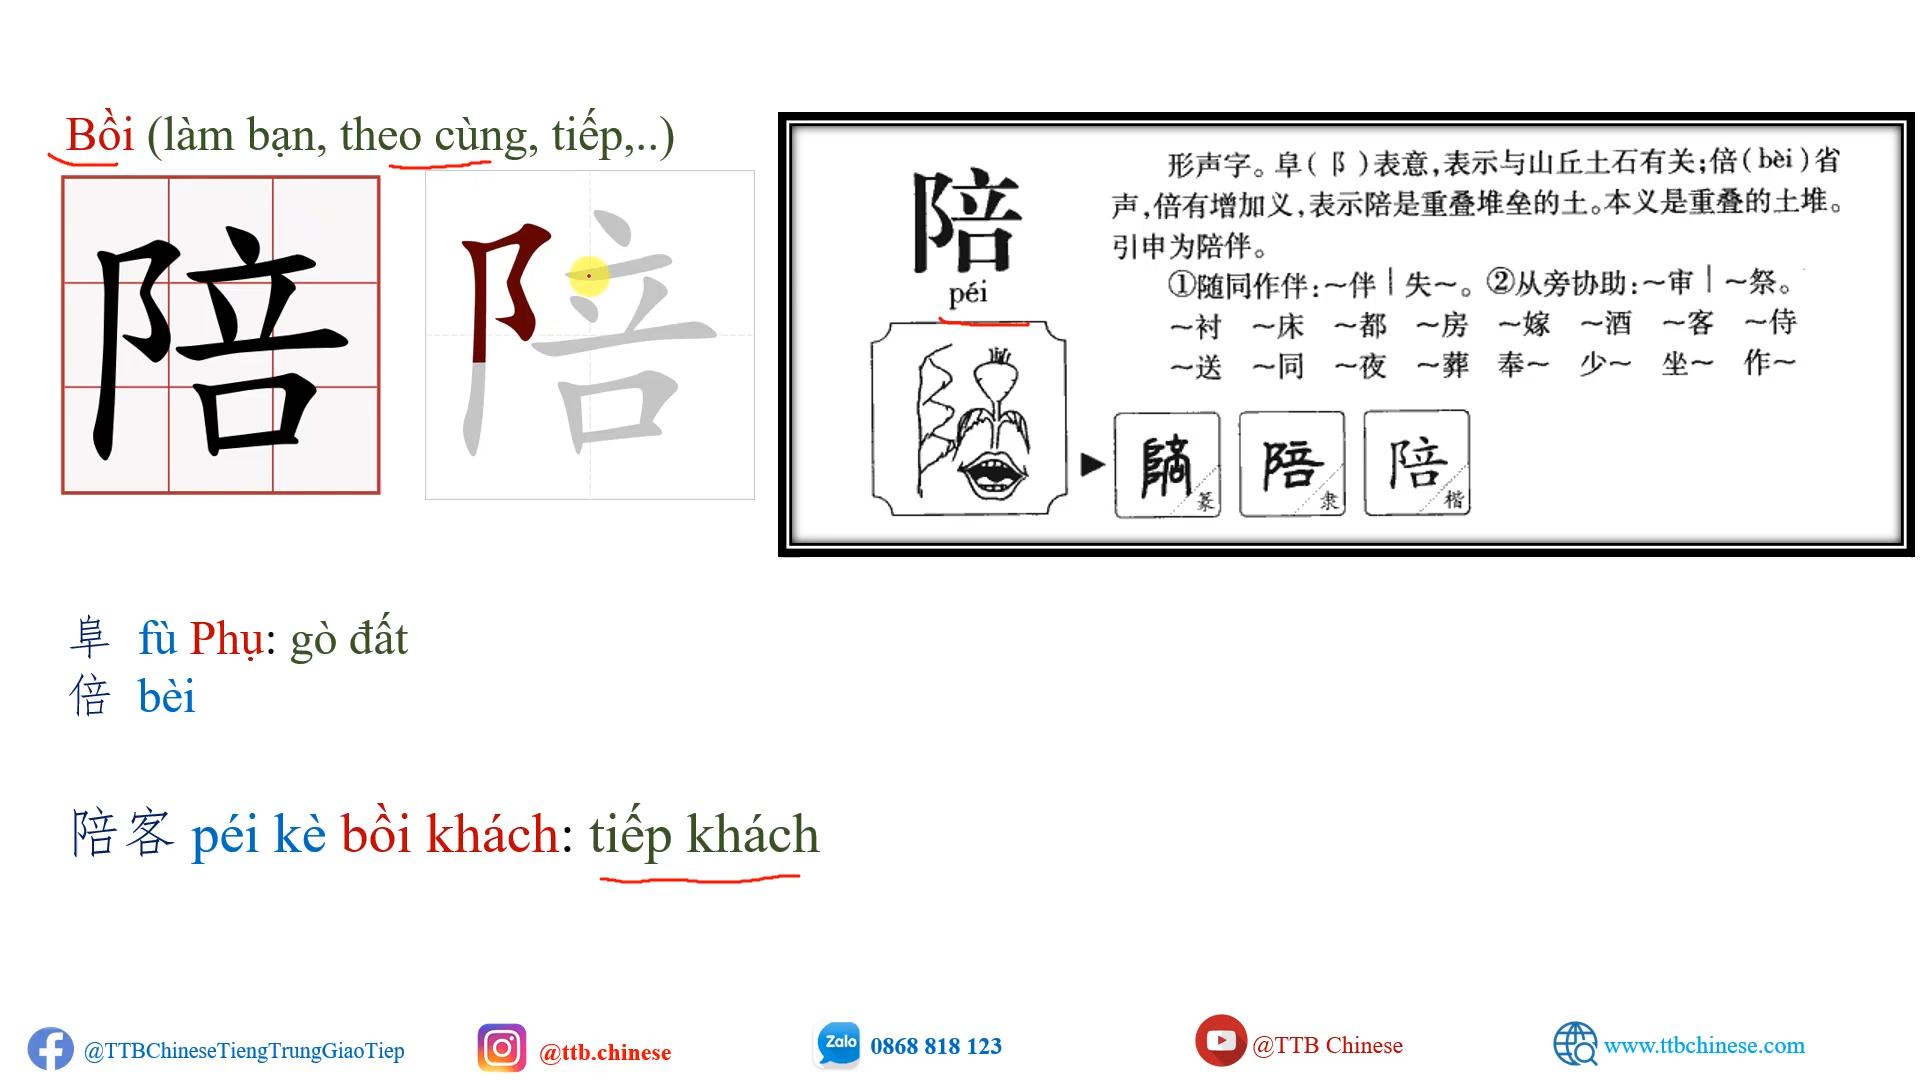 Bồi (làm bạn, theo cùng, tiếp,..)
陪
陪
陪
péi
形声字。阜(阝)表意,表示与山丘土石有关;倍(bèi)省
声,倍有增加义,表示陪是重叠堆垒的土。本义是重叠的土堆。
引申为陪伴。
①随同作伴:~伴|失~。②从旁协助:~审|~祭。
~衬 ~床 ~都 ~房 ~嫁 ~酒 ~客 ~侍
~送 ~同 ~夜 ~葬 奉~ 少~ 坐~ 作~
陪 篆
陪 隶
陪 楷
阜 fù Phụ: gò đất
倍 bèi
陪客 péi kè bồi khách: tiếp khách
@TTBChineseTiengTrungGiaoTiep
@ttb.chinese
Zalo 0868 818 123
@TTB Chinese
www.ttbchinese.com